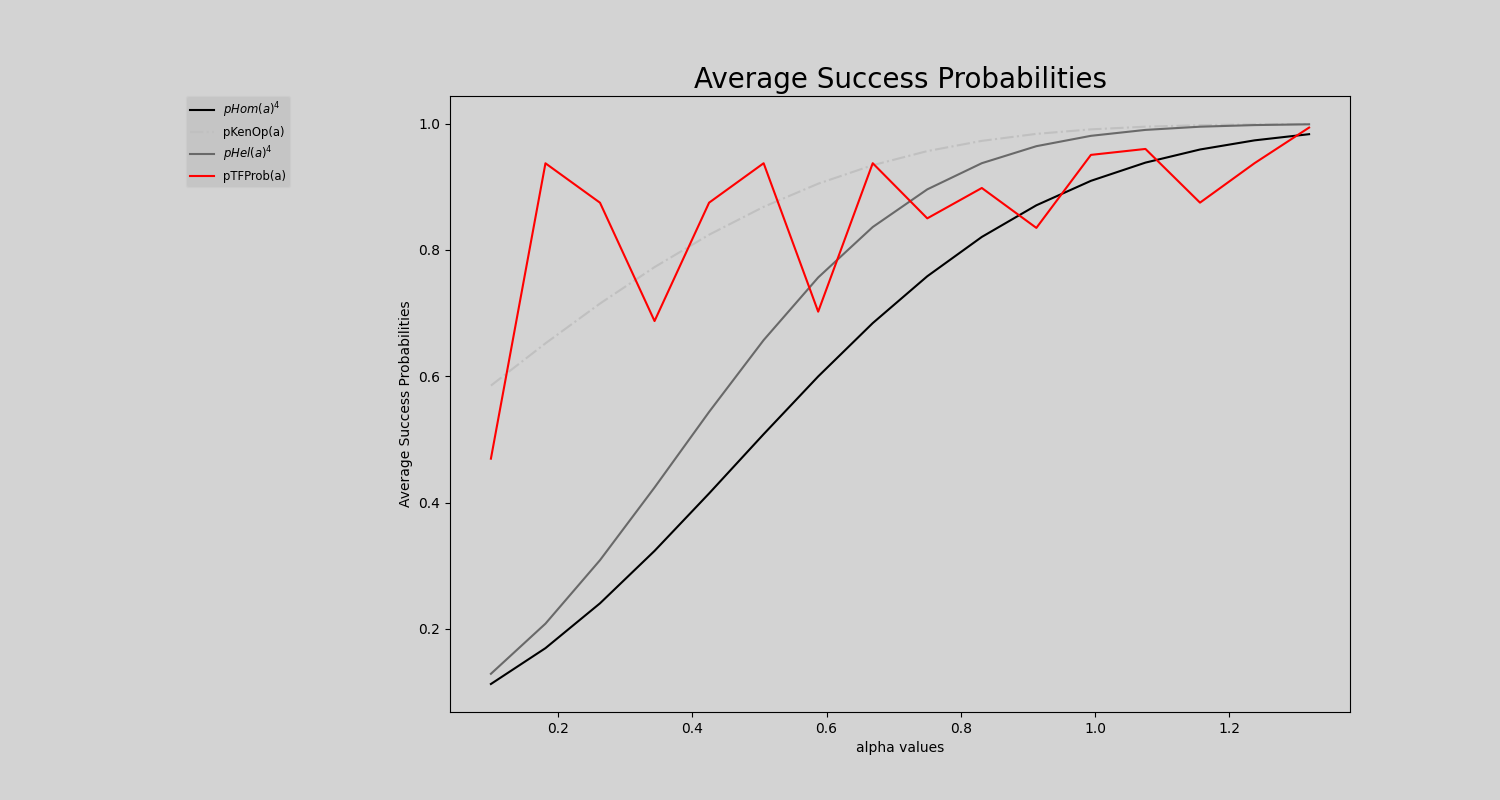 Average Success Probabilities
pHom(a)⁴
pKenOp(a)
pHel(a)⁴
pTFProb(a)
Average Success Probabilities
1.0
0.8
0.6
0.4
0.2
0.2 0.4 0.6 0.8 1.0 1.2
alpha values